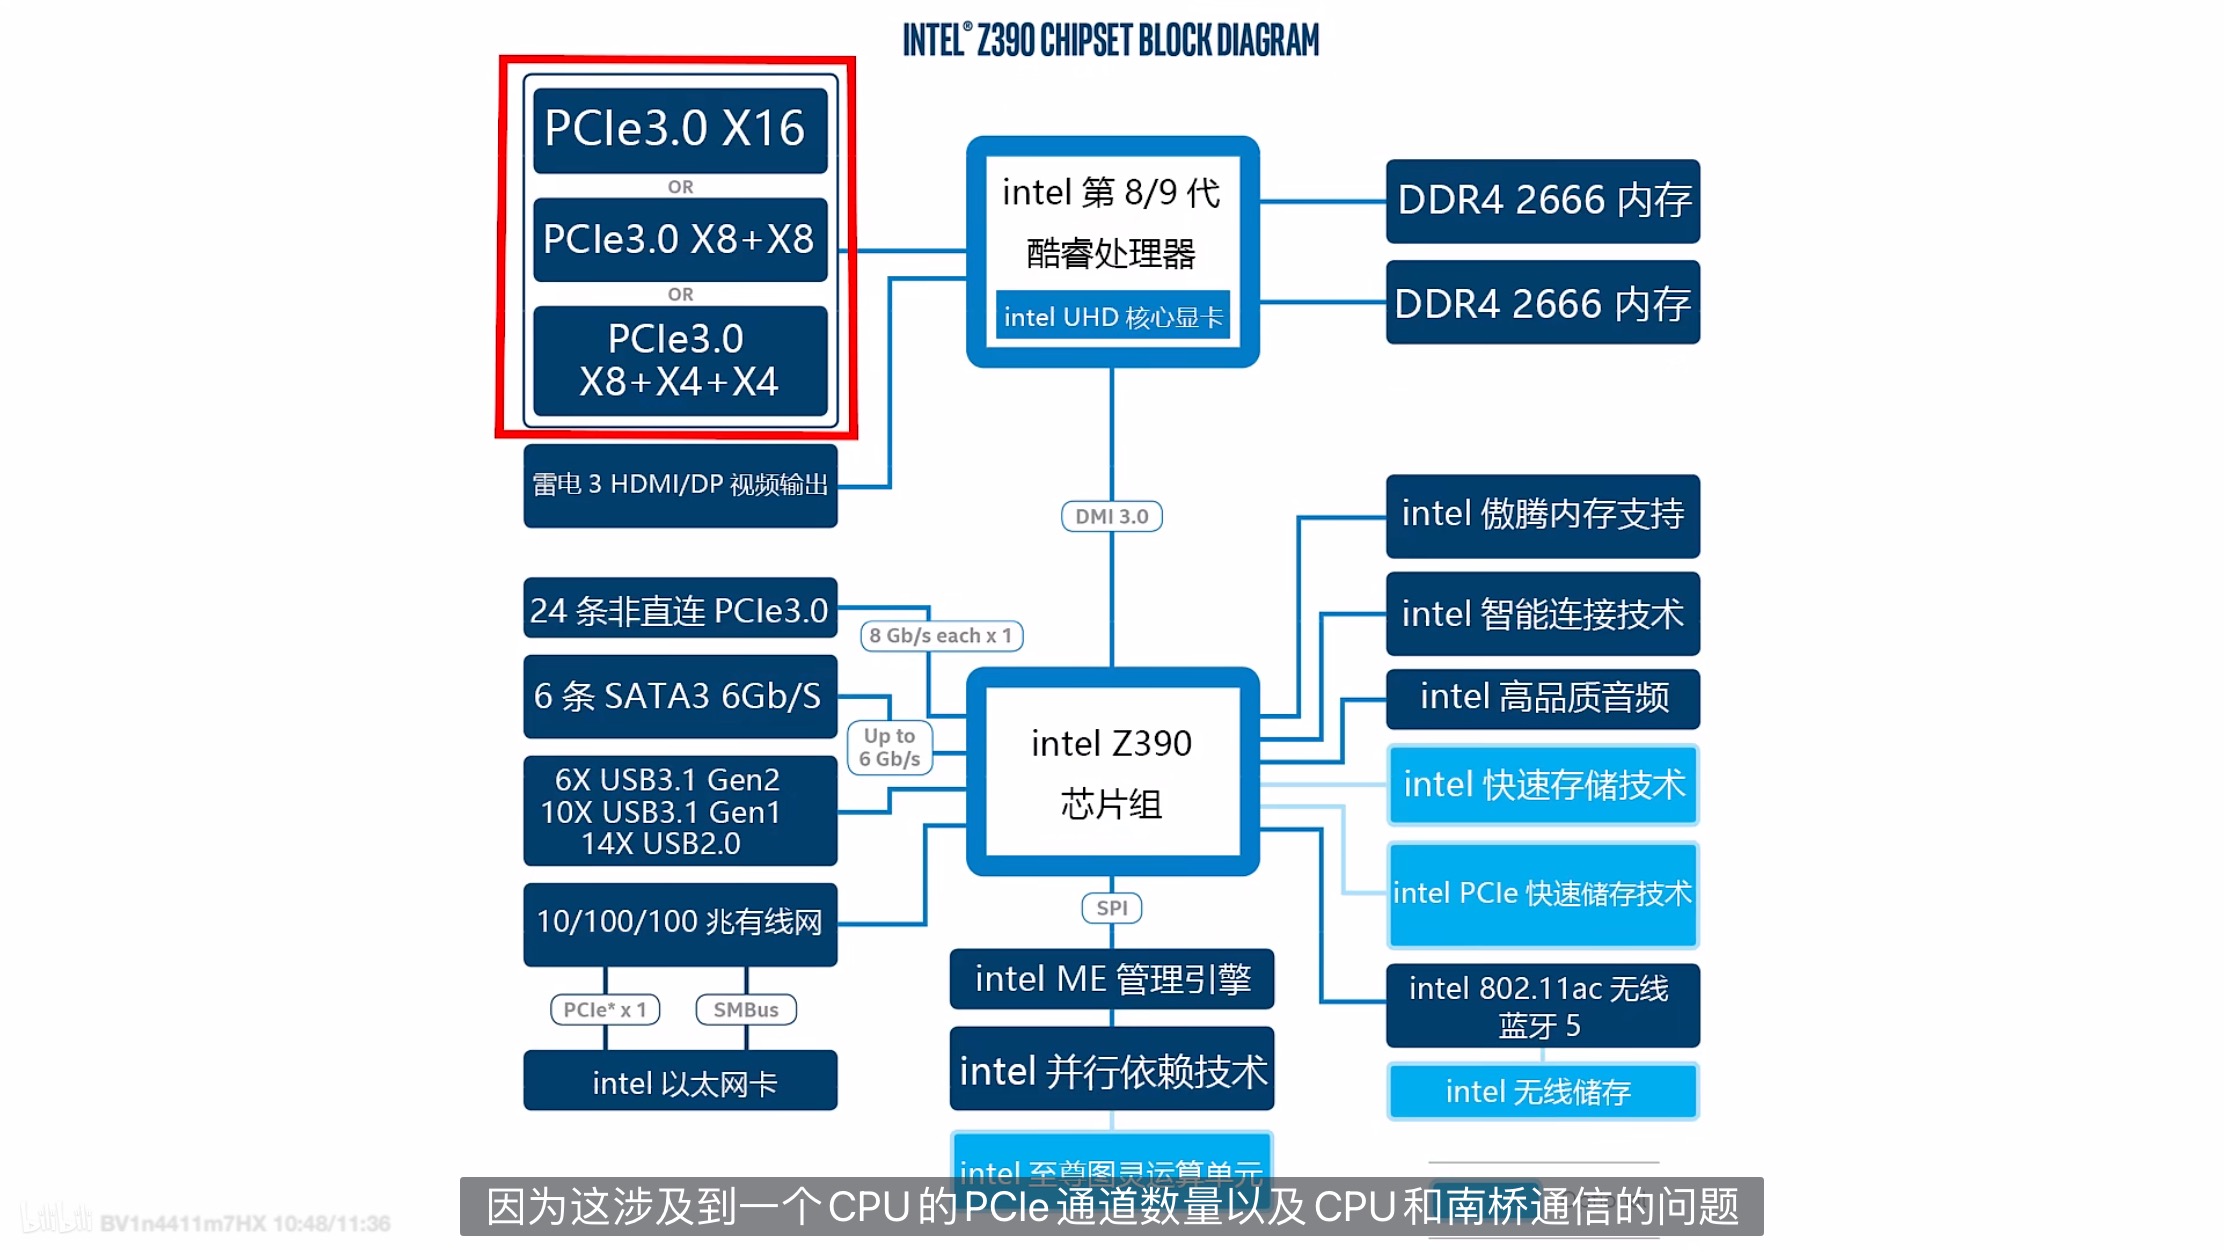 INTEL® Z390 CHIPSET BLOCK DIAGRAM
PCIe3.0 X16
OR
PCIe3.0 X8+X8
OR
PCIe3.0
X8+X4+X4
雷电 3 HDMI/DP 视频输出
intel 第 8/9 代
酷睿处理器
intel UHD 核心显卡
DDR4 2666 内存
DDR4 2666 内存
DMI 3.0
24 条非直连 PCIe3.0
8 Gb/s each x 1
6 条 SATA3 6Gb/S
Up to
6 Gb/s
6X USB3.1 Gen2
10X USB3.1 Gen1
14X USB2.0
10/100/100 兆有线网
PCIe* x 1
SMBus
intel 以太网卡
intel Z390
芯片组
SPI
intel ME 管理引擎
intel 并行依赖技术
intel 至尊图灵运算单元
intel 傲腾内存支持
intel 智能连接技术
intel 高品质音频
intel 快速存储技术
intel PCIe 快速储存技术
intel 802.11ac 无线
蓝牙 5
intel 无线储存
因为这涉及到一个CPU的PCIe通道数量以及CPU和南桥通信的问题
bilibili BV1n4411m7HX 10:48/11:36